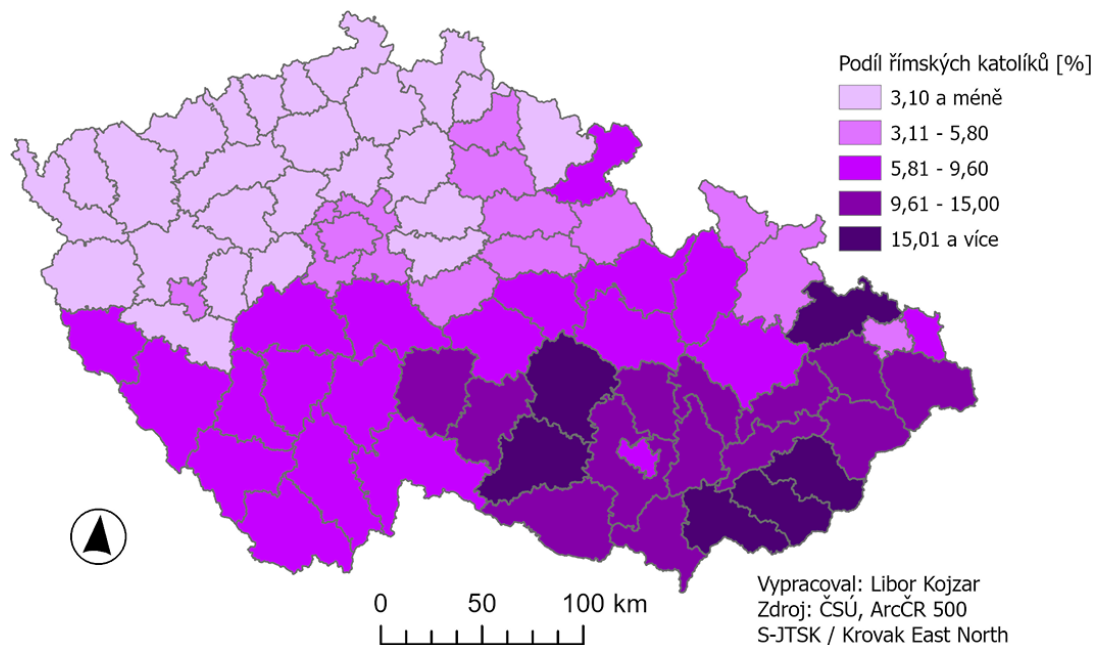 Podíl římských katolíků [%]
3,10 a méně
3,11 - 5,80
5,81 - 9,60
9,61 - 15,00
15,01 a více
0 50 100 km
Vypracoval: Libor Kojzar
Zdroj: ČSÚ, ArcČR 500
S-JTSK / Krovak East North